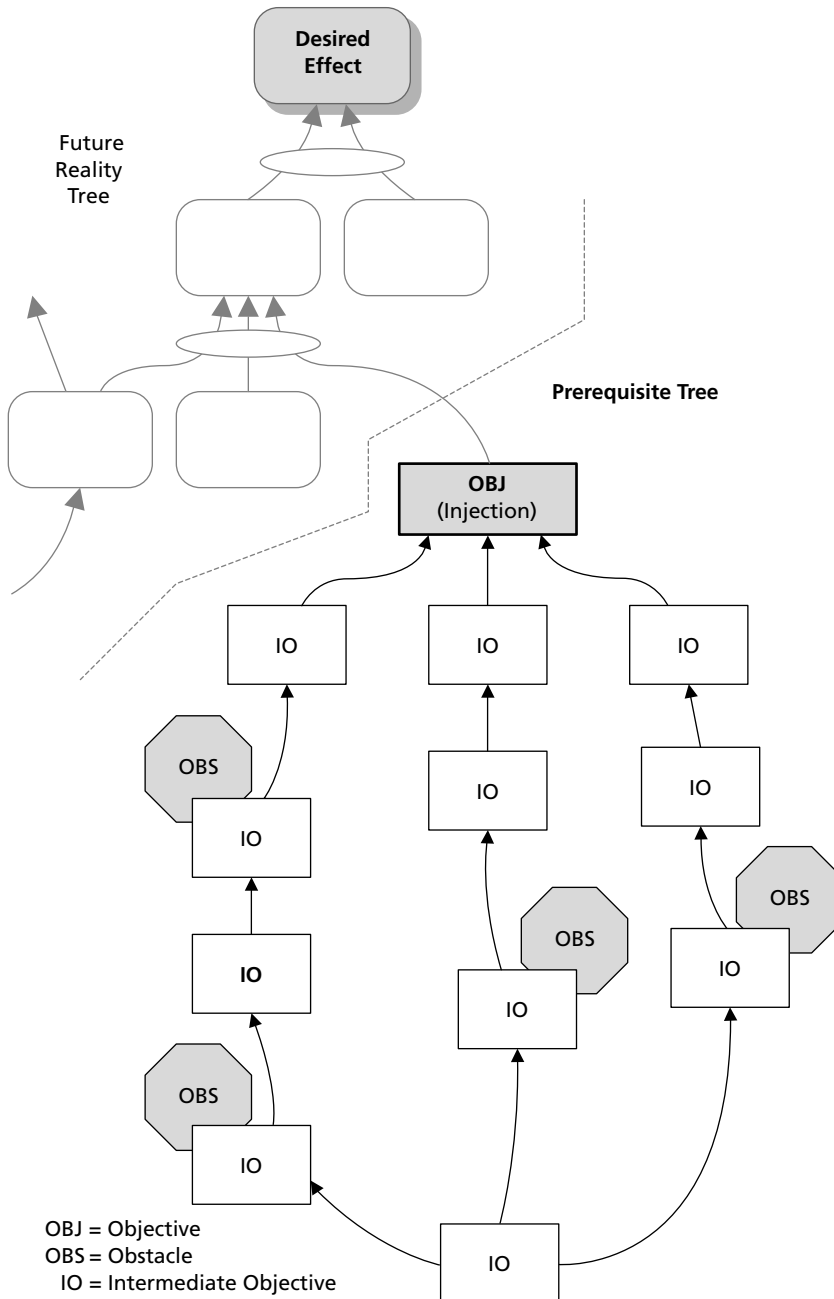 Desired
Effect
Future
Reality
Tree
Prerequisite Tree
OBJ
(Injection)
IO
IO
IO
OBS
IO
IO
IO
OBS
OBS
IO
IO
IO
OBS
IO
IO
OBJ = Objective
OBS = Obstacle
IO = Intermediate Objective